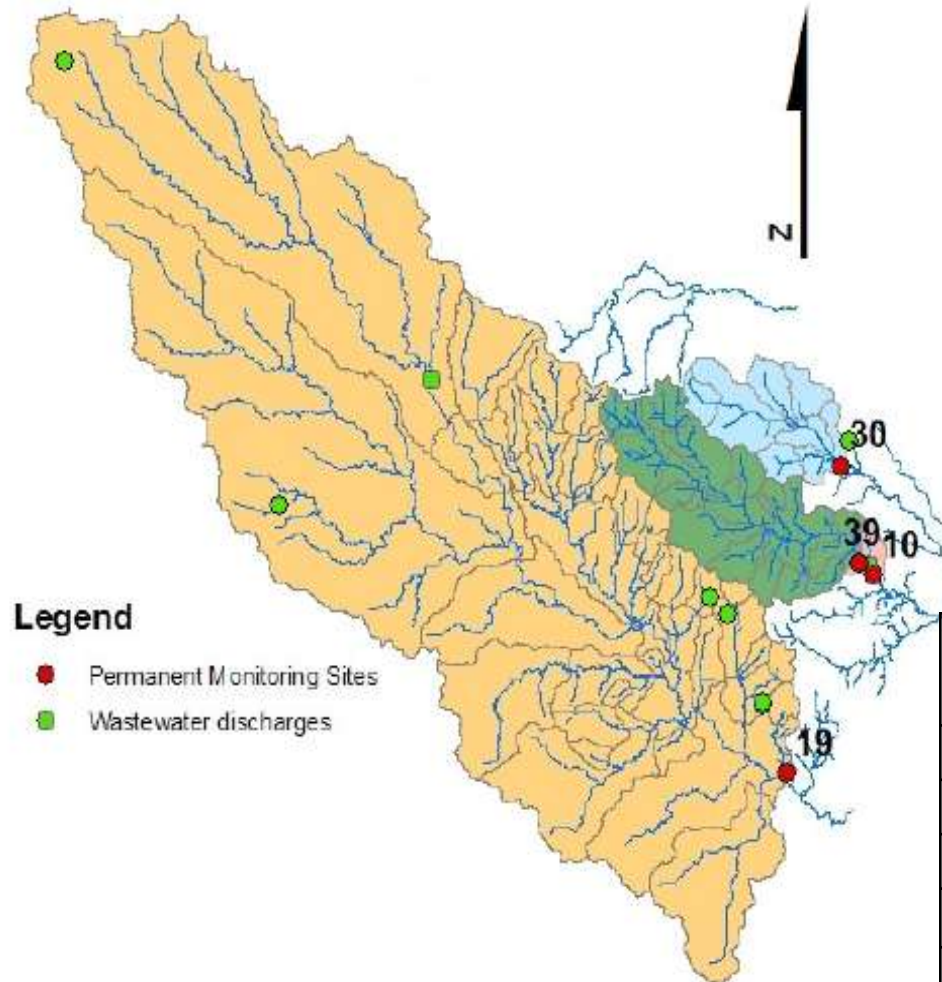 N
30
39 10
Legend
Permanent Monitoring Sites
Wastewater discharges
19